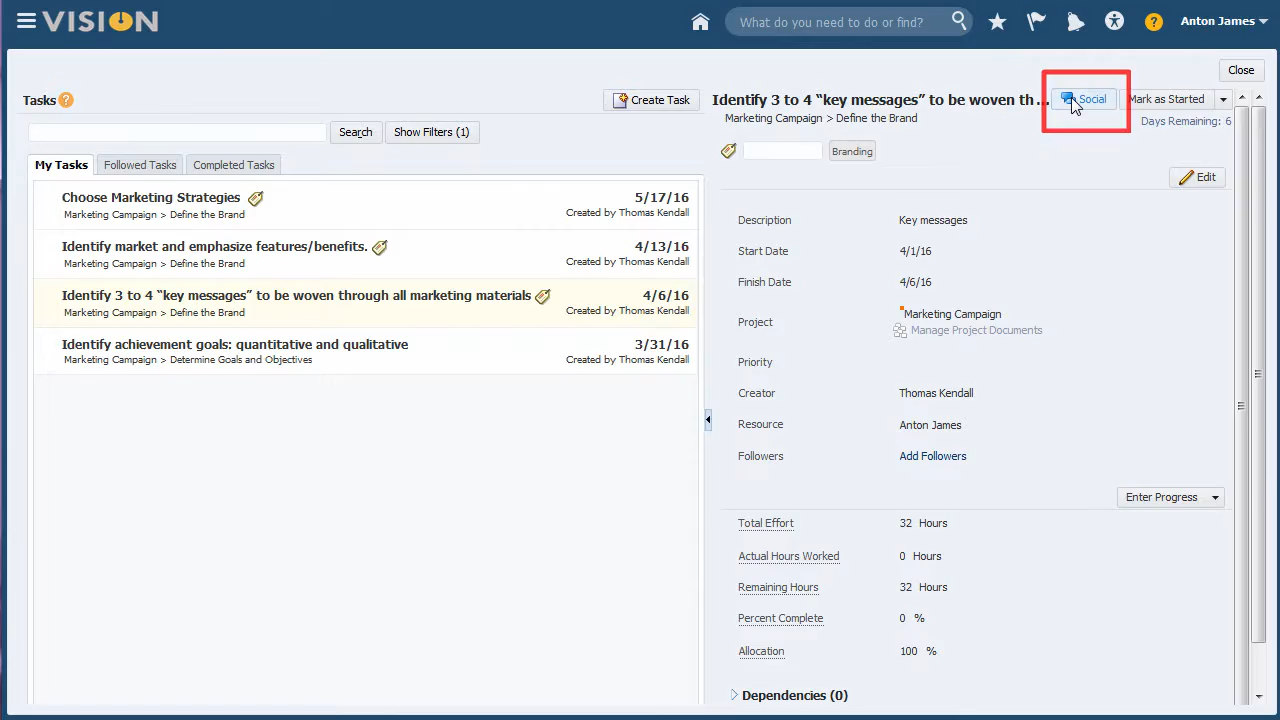 VISION
What do you need to do or find?
Anton James
Close
Tasks
Create Task
Search
Show Filters (1)
My Tasks
Followed Tasks
Completed Tasks
Choose Marketing Strategies
5/17/16
Marketing Campaign > Define the Brand
Created by Thomas Kendall
Identify market and emphasize features/benefits.
4/13/16
Marketing Campaign > Define the Brand
Created by Thomas Kendall
Identify 3 to 4 “key messages” to be woven through all marketing materials
4/6/16
Marketing Campaign > Define the Brand
Created by Thomas Kendall
Identify achievement goals: quantitative and qualitative
3/31/16
Marketing Campaign > Determine Goals and Objectives
Created by Thomas Kendall
Identify 3 to 4 “key messages” to be woven th...
Social
Mark as Started
Marketing Campaign > Define the Brand
Days Remaining: 6
Branding
Edit
Description Key messages
Start Date 4/1/16
Finish Date 4/6/16
Project Marketing Campaign
Manage Project Documents
Priority
Creator Thomas Kendall
Resource Anton James
Followers Add Followers
Enter Progress
Total Effort 32 Hours
Actual Hours Worked 0 Hours
Remaining Hours 32 Hours
Percent Complete 0 %
Allocation 100 %
Dependencies (0)